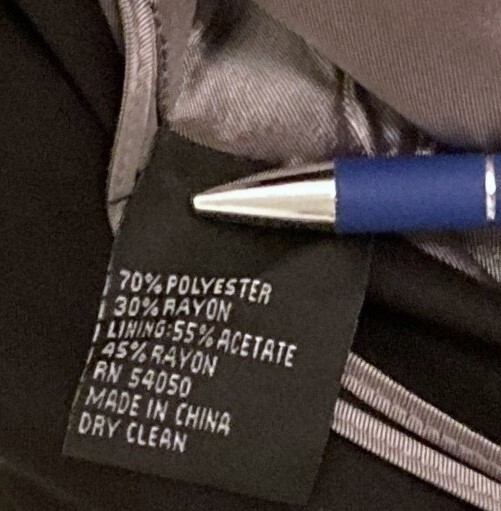 70% POLYESTER
30% RAYON
LINING: 55% ACETATE
45% RAYON
RN 54050
MADE IN CHINA
DRY CLEAN